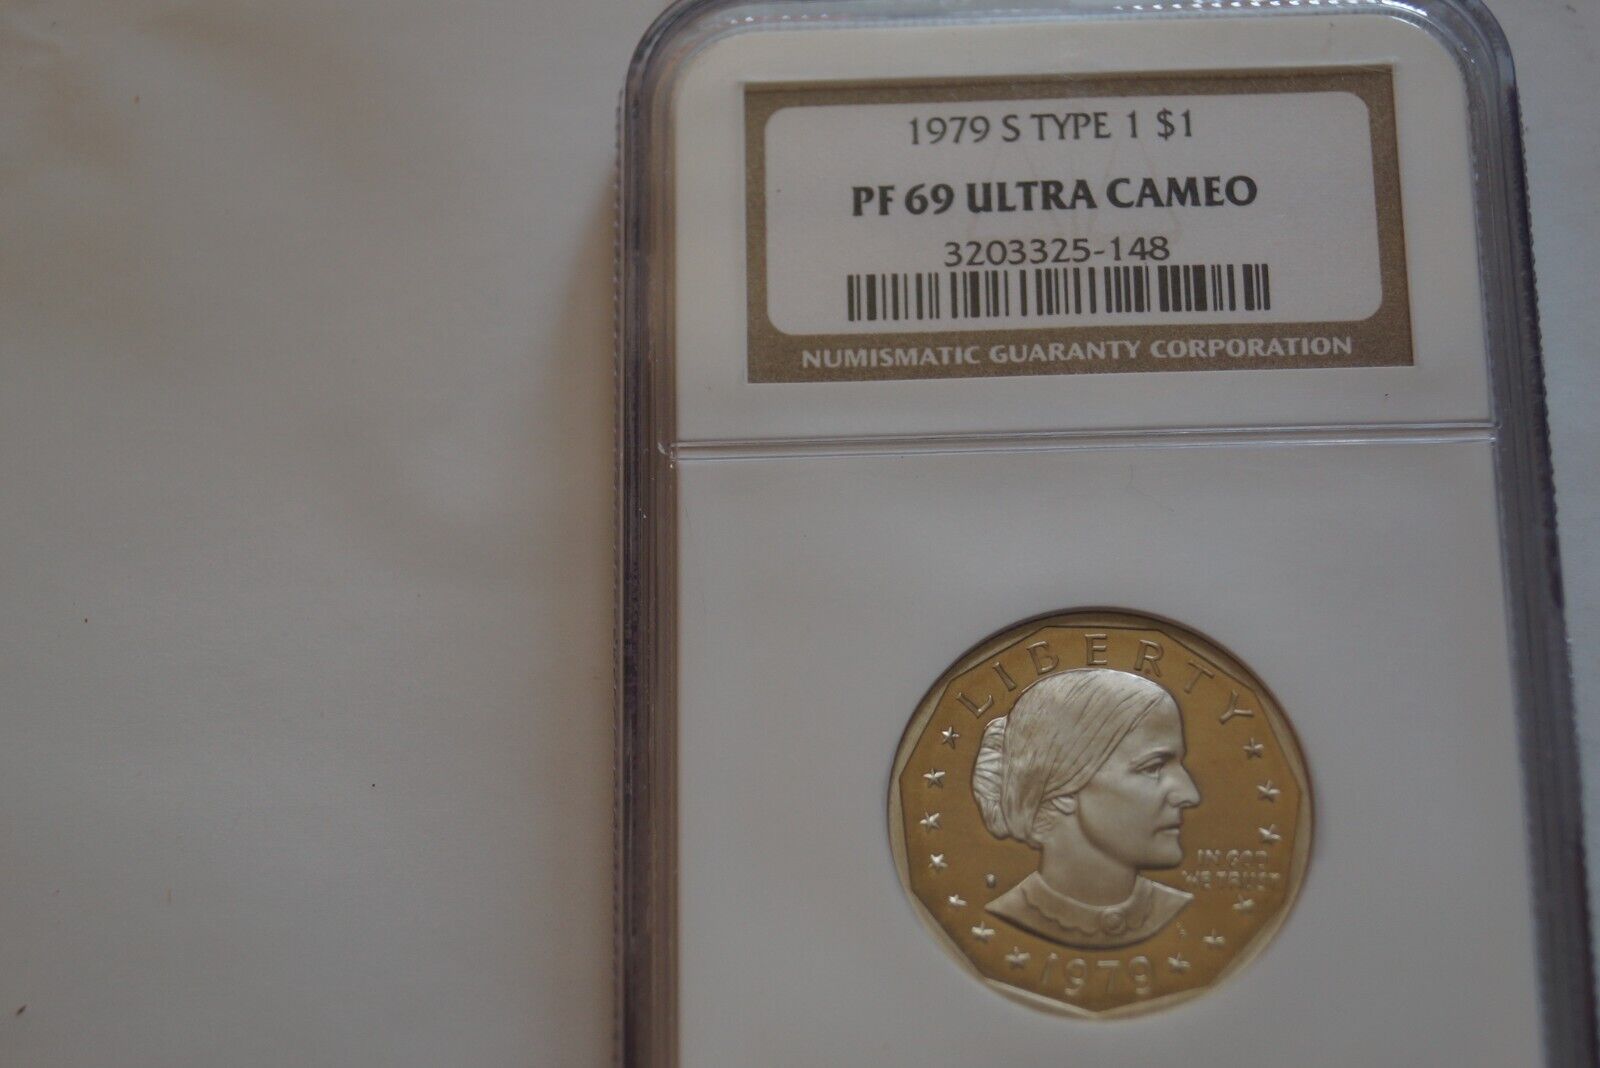 1979 S TYPE 1 $1
PF 69 ULTRA CAMEO
3203325-148
NUMISMATIC GUARANTY CORPORATION
LIBERTY
IN GOD
WE TRUST
1979